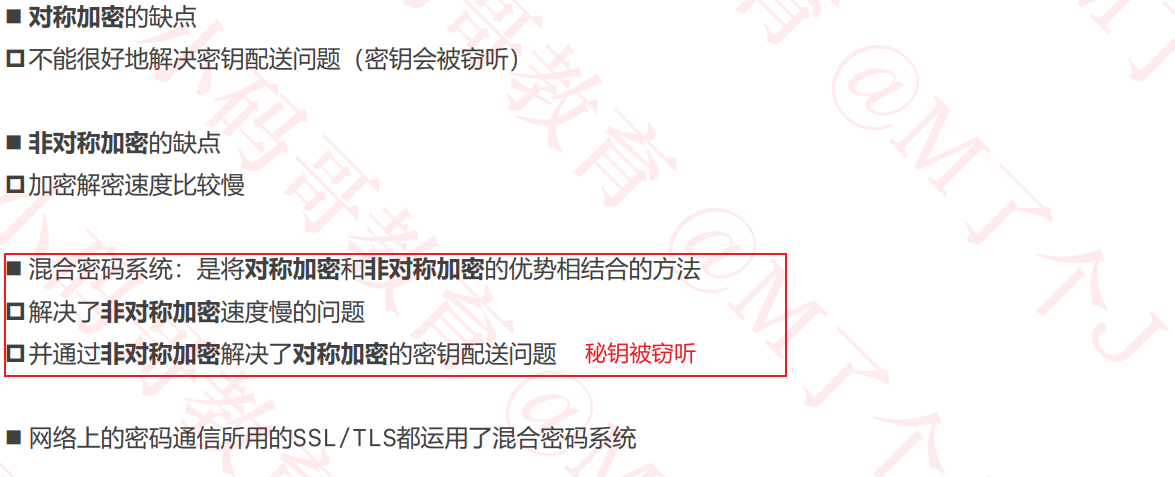 ■ 对称加密的缺点
不能很好地解决密钥配送问题（密钥会被窃听）
■ 非对称加密的缺点
加密解密速度比较慢
■ 混合密码系统：是将对称加密和非对称加密的优势相结合的方法
解决了非对称加密速度慢的问题
并通过非对称加密解决了对称加密的密钥配送问题 秘钥被窃听
■ 网络上的密码通信所用的SSL/TLS都运用了混合密码系统
小码哥教育 @M了个J